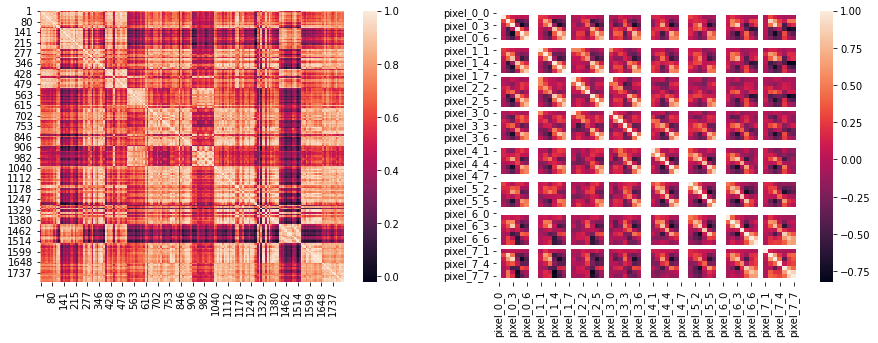 1
80
141
215
277
346
428
479
563
615
702
753
846
906
982
1040
1112
1178
1247
1329
1380
1462
1514
1599
1648
1737
1 80 141 215 277 346 428 479 563 615 702 753 846 906 982 1040 1112 1178 1247 1329 1380 1462 1514 1599 1648 1737
1.0
0.8
0.6
0.4
0.2
0.0
pixel_0_0
pixel_0_3
pixel_0_6
pixel_1_1
pixel_1_4
pixel_1_7
pixel_2_2
pixel_2_5
pixel_3_0
pixel_3_3
pixel_3_6
pixel_4_1
pixel_4_4
pixel_4_7
pixel_5_2
pixel_5_5
pixel_6_0
pixel_6_3
pixel_6_6
pixel_7_1
pixel_7_4
pixel_7_7
pixel_0_0 pixel_0_3 pixel_0_6 pixel_1_1 pixel_1_4 pixel_1_7 pixel_2_2 pixel_2_5 pixel_3_0 pixel_3_3 pixel_3_6 pixel_4_1 pixel_4_4 pixel_4_7 pixel_5_2 pixel_5_5 pixel_6_0 pixel_6_3 pixel_6_6 pixel_7_1 pixel_7_4 pixel_7_7
1.00
0.75
0.50
0.25
0.00
−0.25
−0.50
−0.75